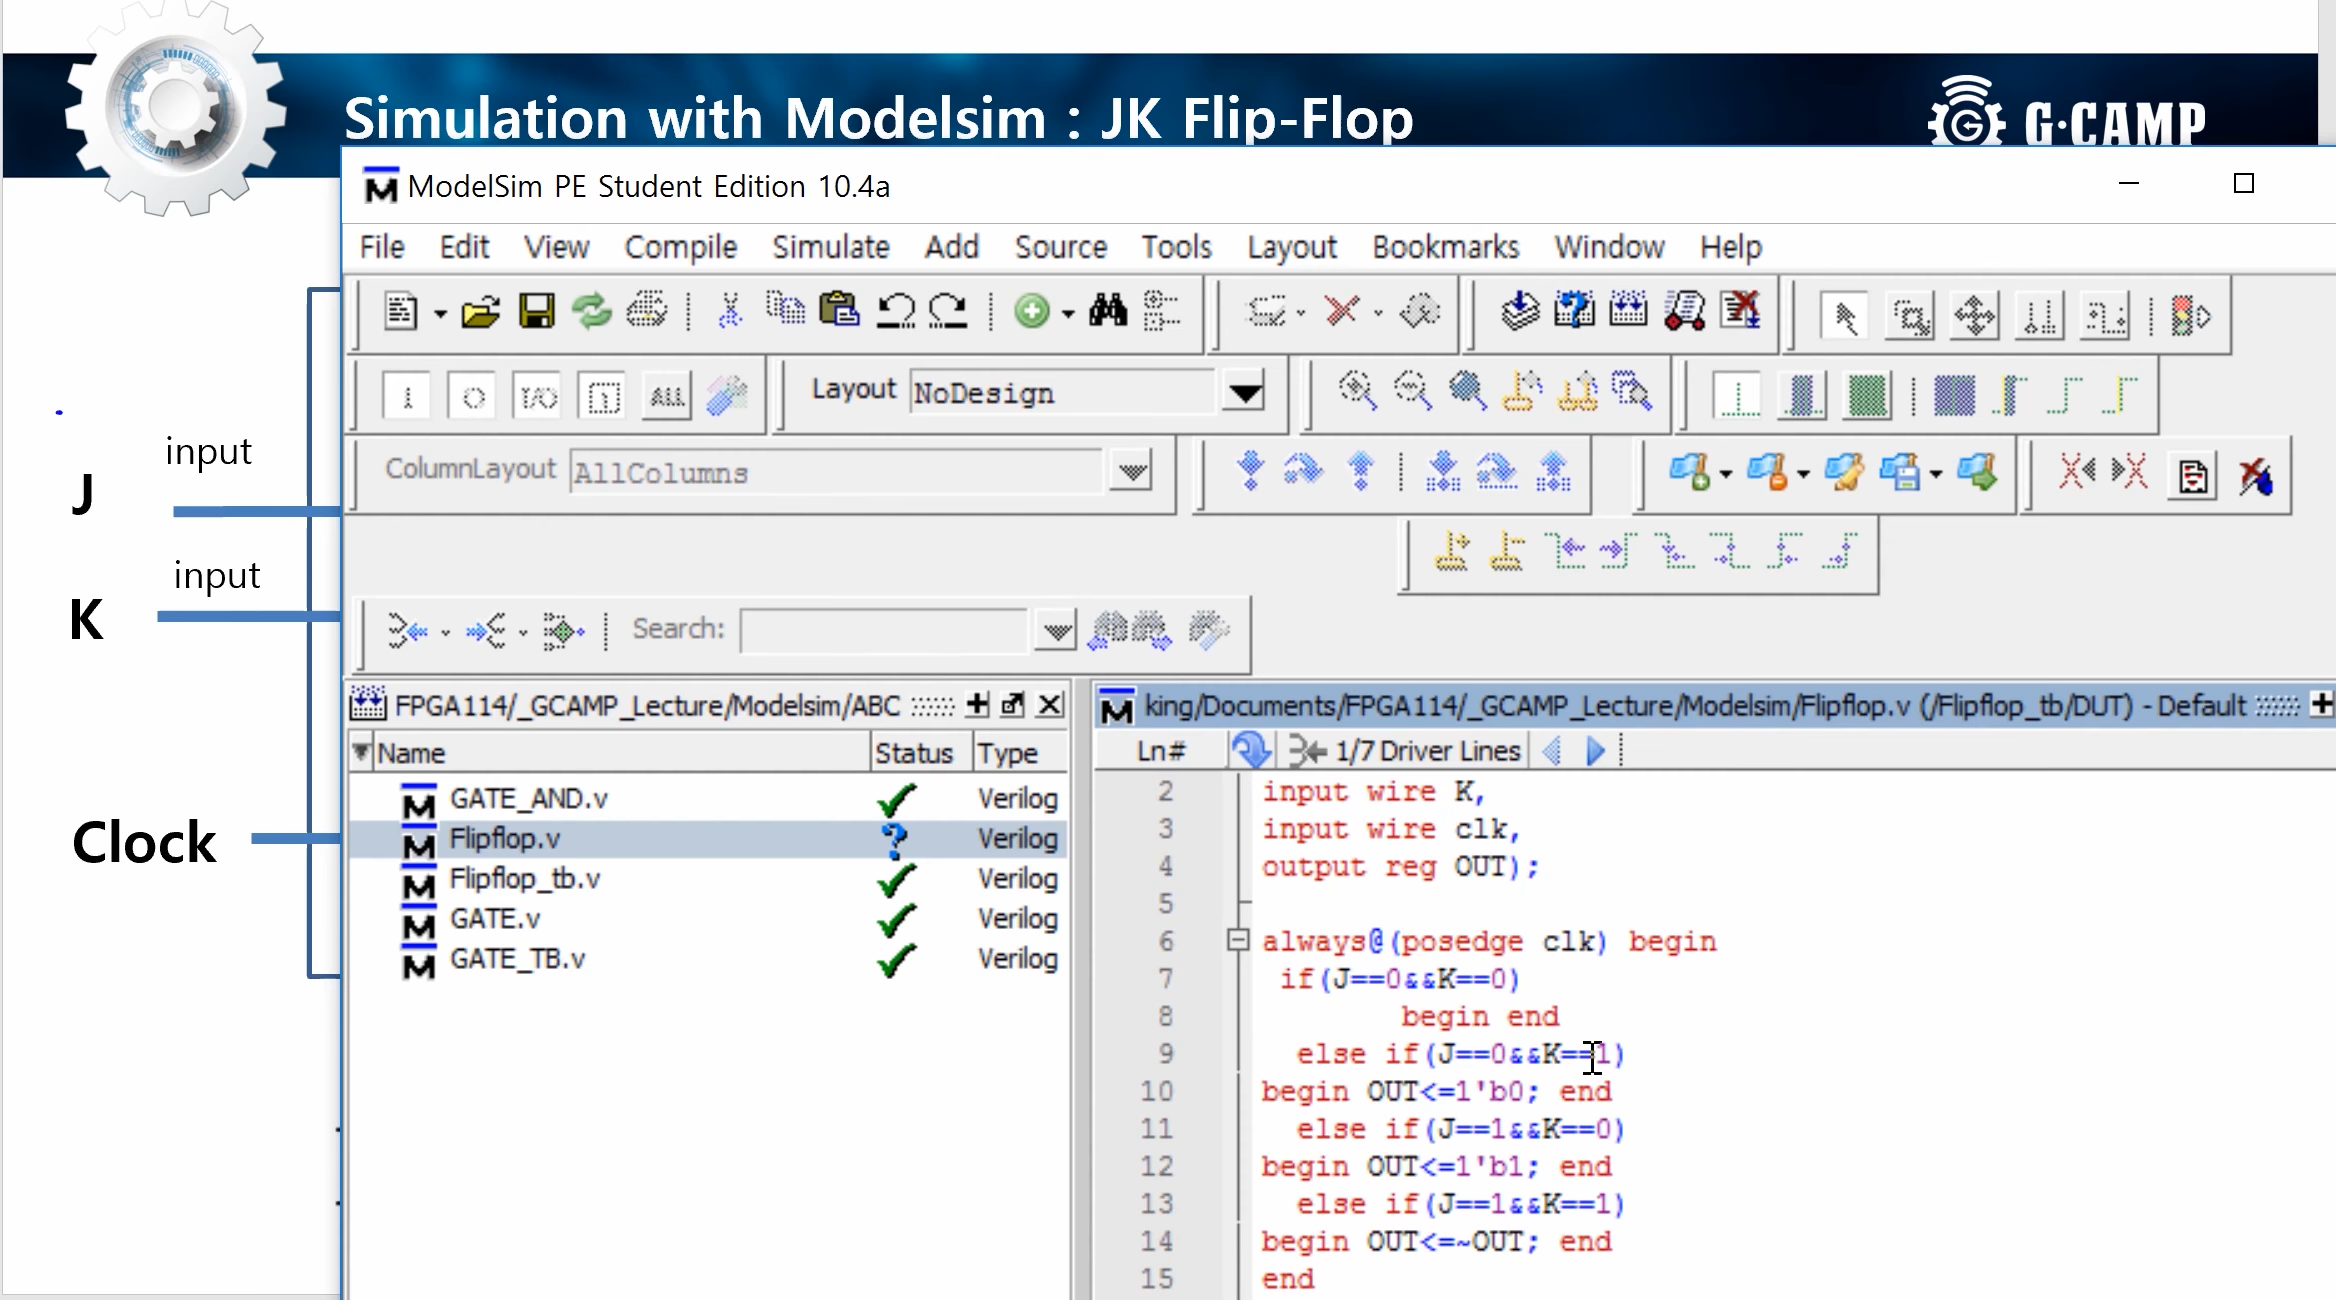 Simulation with Modelsim : JK Flip-Flop
G·CAMP
ModelSim PE Student Edition 10.4a
File Edit View Compile Simulate Add Source Tools Layout Bookmarks Window Help
ALL
Layout NoDesign
ColumnLayout AllColumns
input
J
input
K
Clock
Search:
FPGA114/_GCAMP_Lecture/Modelsim/ABC
Name Status Type
GATE_AND.v Verilog
Flipflop.v ? Verilog
Flipflop_tb.v Verilog
GATE.v Verilog
GATE_TB.v Verilog
king/Documents/FPGA114/_GCAMP_Lecture/Modelsim/Flipflop.v (/Flipflop_tb/DUT) - Default
Ln# 1/7 Driver Lines
2 input wire K,
3 input wire clk,
4 output reg OUT);
5
6 always@(posedge clk) begin
7 if(J==0&&K==0)
8 begin end
9 else if(J==0&&K==1)
10 begin OUT<=1'b0; end
11 else if(J==1&&K==0)
12 begin OUT<=1'b1; end
13 else if(J==1&&K==1)
14 begin OUT<=~OUT; end
15 end